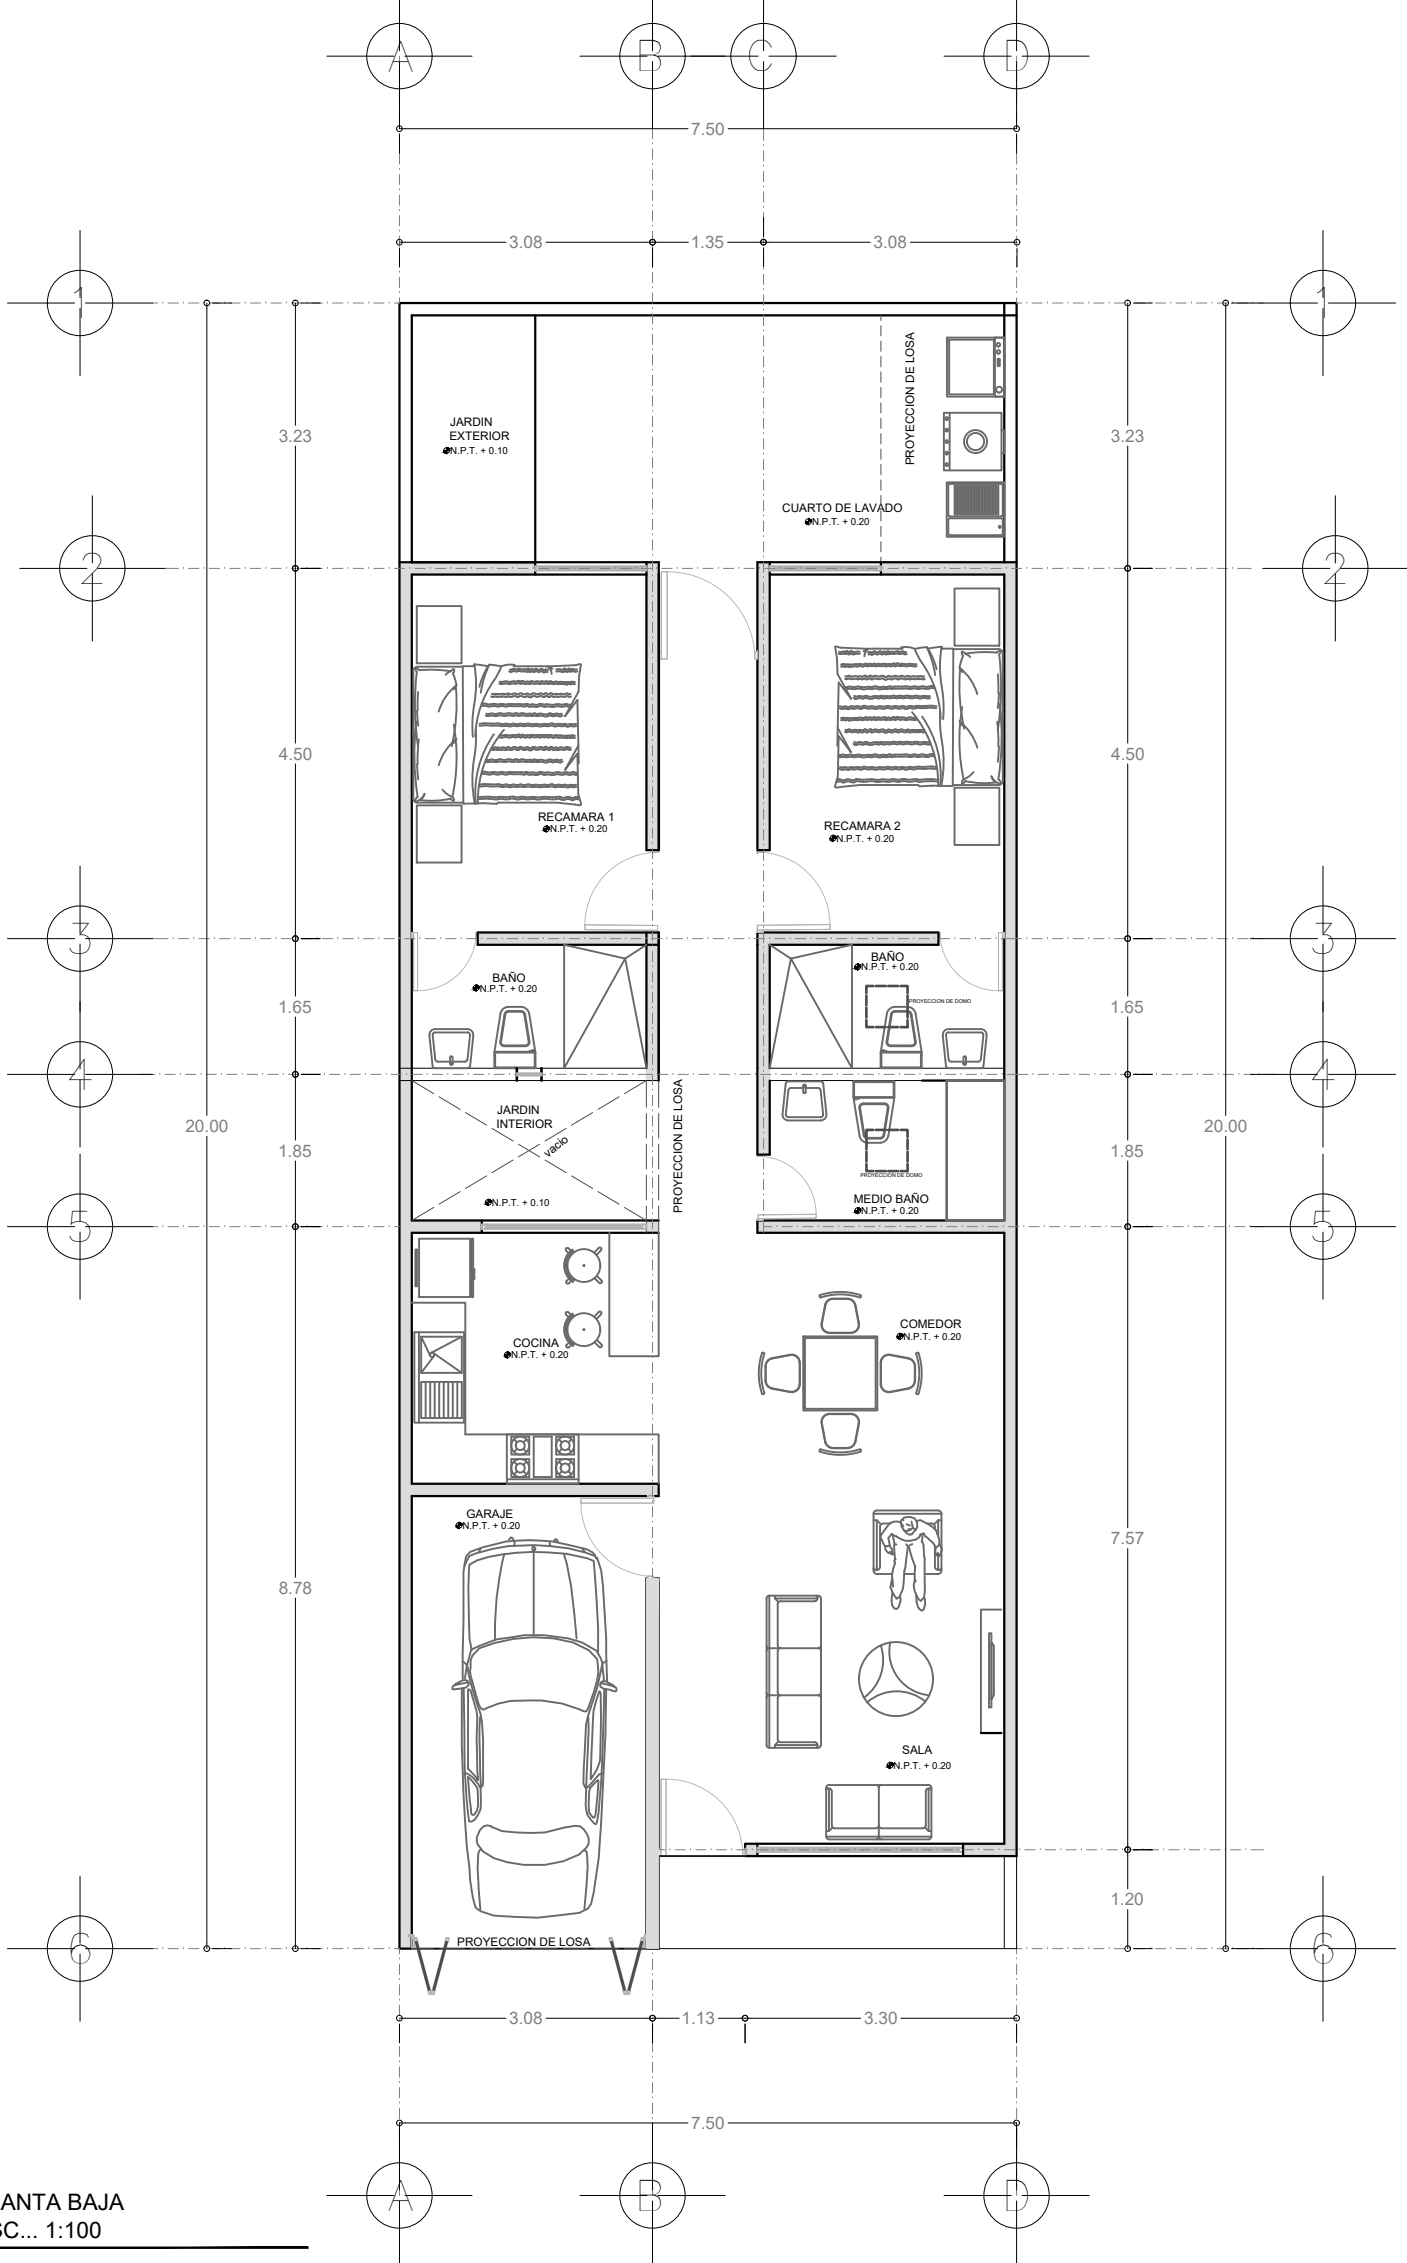 A B C D
7.50
3.08 1.35 3.08
1 1
PROYECCION DE LOSA
JARDIN
EXTERIOR
N.P.T. + 0.10
3.23 3.23
CUARTO DE LAVADO
N.P.T. + 0.20
2 2
4.50 4.50
RECAMARA 1
N.P.T. + 0.20
RECAMARA 2
N.P.T. + 0.20
3 3
BAÑO
N.P.T. + 0.20
BAÑO
N.P.T. + 0.20
PROYECCION DE DOMO
1.65 1.65
4 4
JARDIN
INTERIOR
vacio
N.P.T. + 0.10
PROYECCION DE LOSA
20.00 20.00
1.85 1.85
PROYECCION DE DOMO
MEDIO BAÑO
N.P.T. + 0.20
5 5
COCINA
N.P.T. + 0.20
COMEDOR
N.P.T. + 0.20
GARAJE
N.P.T. + 0.20
7.57
8.78
SALA
N.P.T. + 0.20
1.20
PROYECCION DE LOSA
6 6
3.08 1.13 3.30
7.50
A B D
ANTA BAJA
SC... 1:100